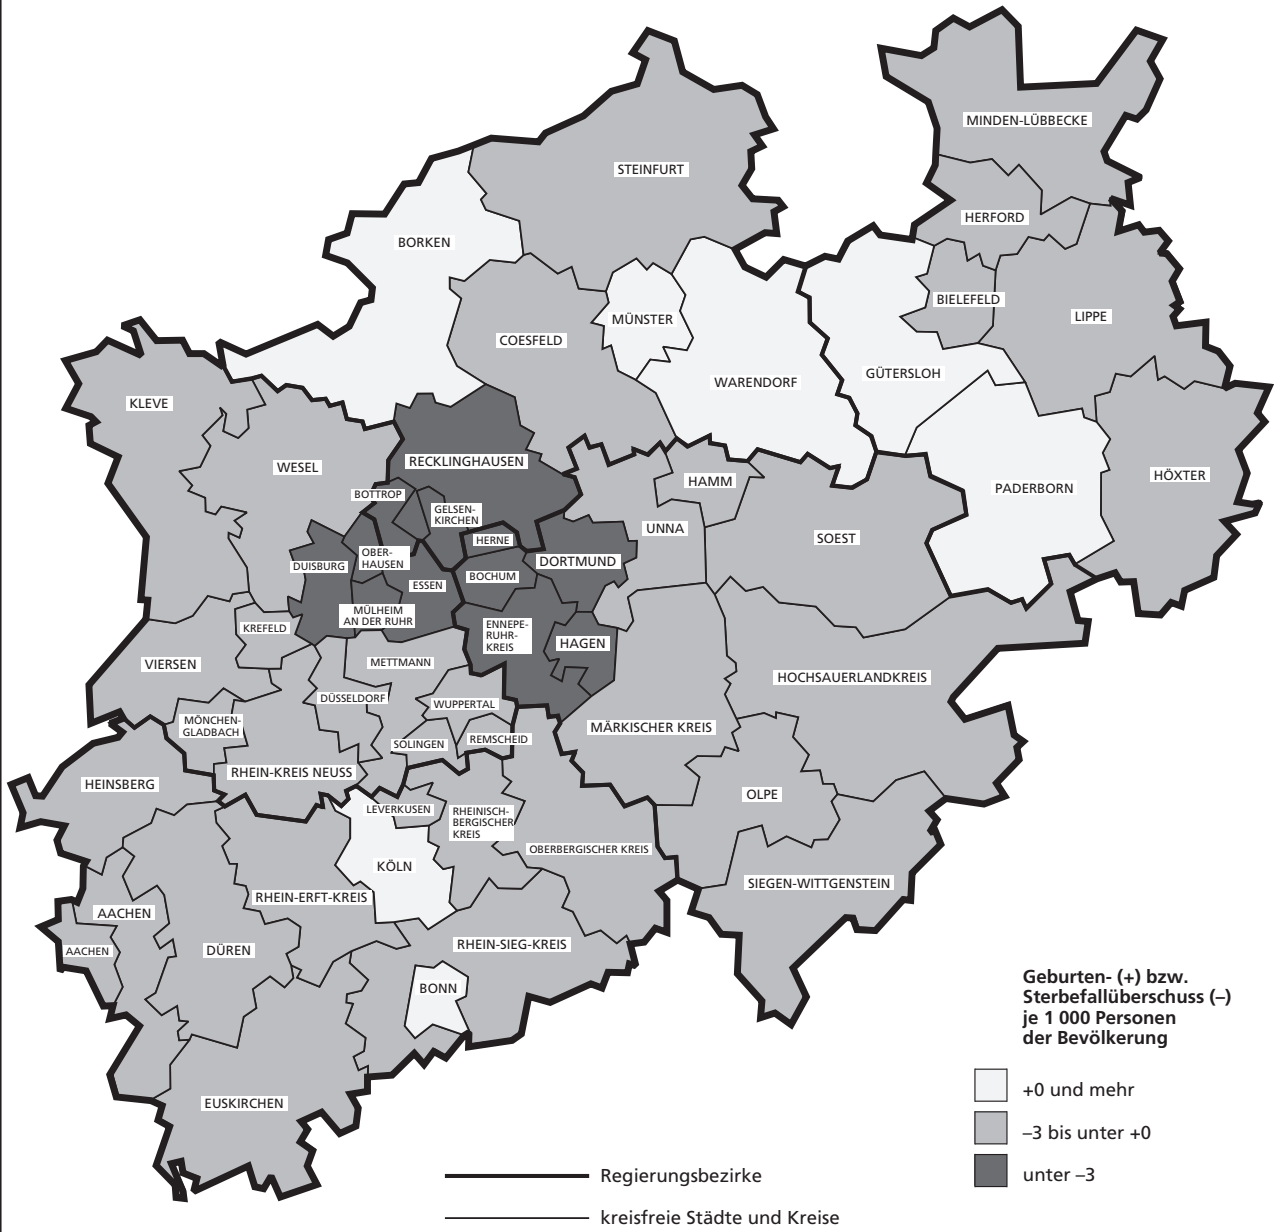 MINDEN-LÜBBECKE
STEINFURT
HERFORD
BORKEN
BIELEFELD
LIPPE
MÜNSTER
COESFELD
GÜTERSLOH
WARENDORF
KLEVE
RECKLINGHAUSEN
WESEL
HÖXTER
HAMM
PADERBORN
BOTTROP
GELSEN-
KIRCHEN
UNNA
SOEST
HERNE
OBER-
HAUSEN
DORTMUND
DUISBURG
BOCHUM
ESSEN
MÜLHEIM
AN DER RUHR
KREFELD
ENNEPE-
RUHR-
KREIS
HAGEN
VIERSEN
METTMANN
HOCHSAUERLANDKREIS
DÜSSELDORF
WUPPERTAL
MÖNCHEN-
GLADBACH
MÄRKISCHER KREIS
SOLINGEN
REMSCHEID
RHEIN-KREIS NEUSS
HEINSBERG
OLPE
LEVERKUSEN
RHEINISCH-
BERGISCHER
KREIS
OBERBERGISCHER KREIS
KÖLN
SIEGEN-WITTGENSTEIN
RHEIN-ERFT-KREIS
AACHEN
RHEIN-SIEG-KREIS
AACHEN
DÜREN
BONN
EUSKIRCHEN
Geburten- (+) bzw.
Sterbefallüberschuss (–)
je 1 000 Personen
der Bevölkerung
+0 und mehr
–3 bis unter +0
unter –3
Regierungsbezirke
kreisfreie Städte und Kreise